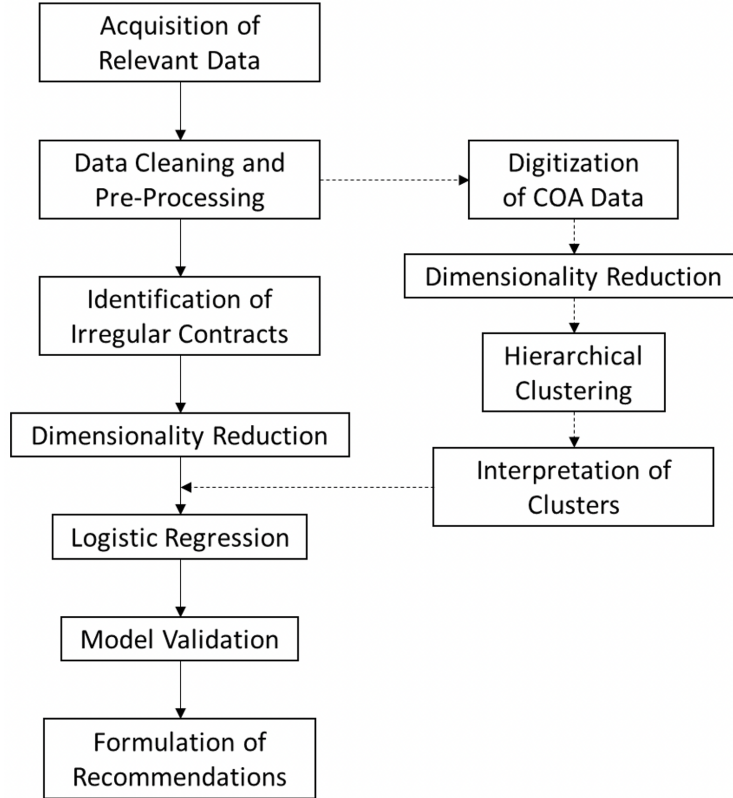 Acquisition of
Relevant Data
Data Cleaning and
Pre-Processing
Digitization
of COA Data
Identification of
Irregular Contracts
Dimensionality Reduction
Hierarchical
Clustering
Dimensionality Reduction
Interpretation of
Clusters
Logistic Regression
Model Validation
Formulation of
Recommendations